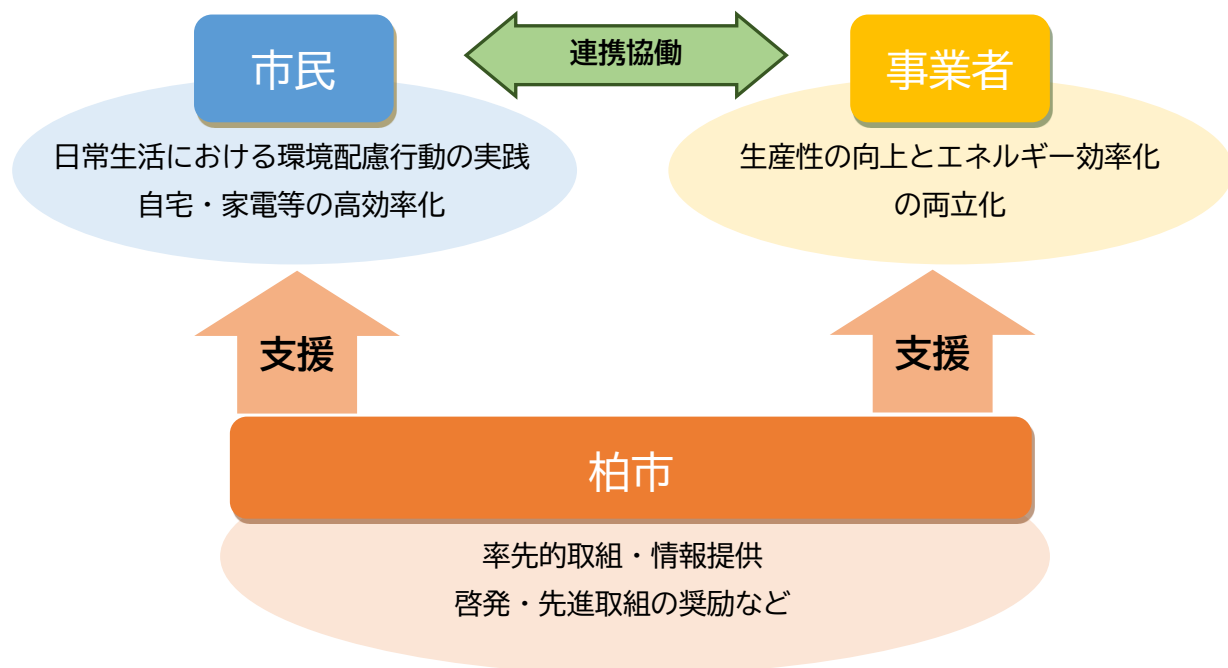 市民
連携協働
事業者
日常生活における環境配慮行動の実践
自宅・家電等の高効率化
生産性の向上とエネルギー効率化
の両立化
支援
支援
柏市
率先的取組・情報提供
啓発・先進取組の奨励など